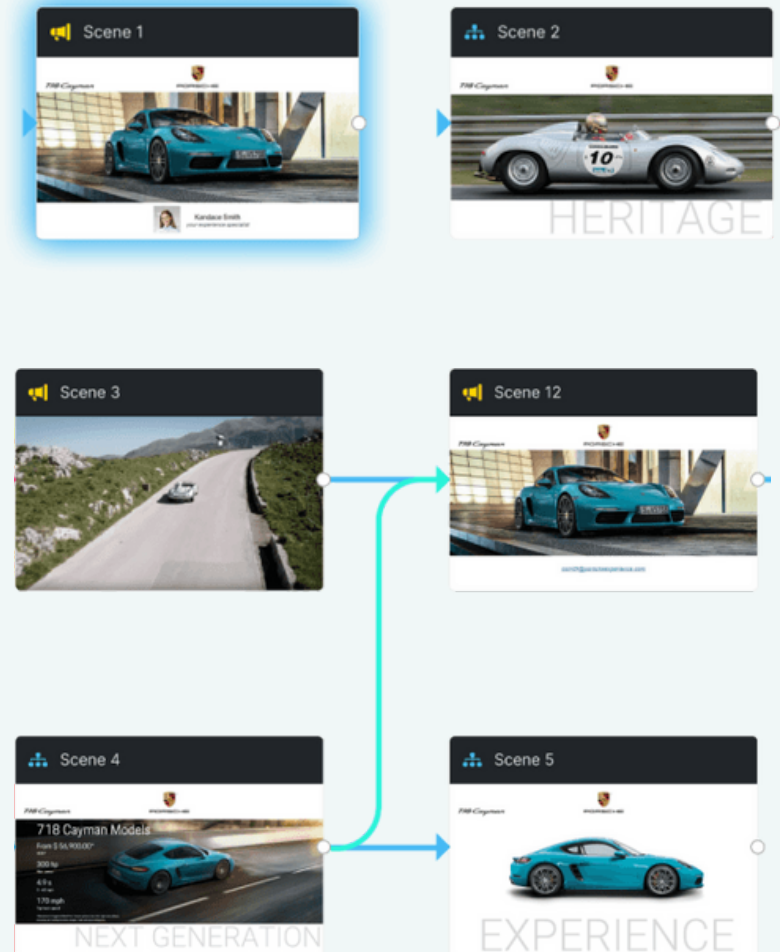 Scene 1
718 Cayman
PORSCHE
Kandace Smith
your experience specialist
Scene 2
718 Cayman
PORSCHE
10
HERITAGE
Scene 3
Scene 12
718 Cayman
PORSCHE
Scene 4
718 Cayman
PORSCHE
718 Cayman Models
From $ 56,900.00*
300 hp
4.9 s
170 mph
NEXT GENERATION
Scene 5
718 Cayman
PORSCHE
EXPERIENCE